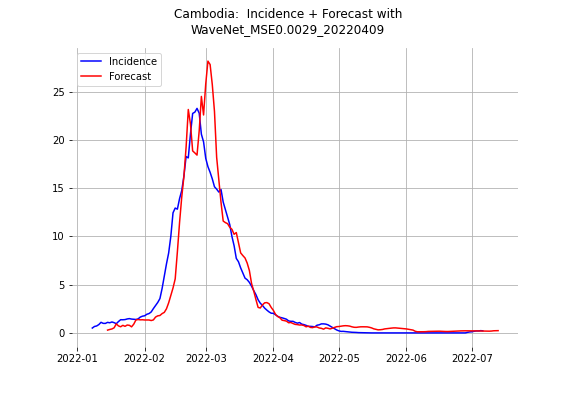 Cambodia:  Incidence + Forecast with
WaveNet_MSE0.0029_20220409
Incidence
Forecast
25
20
15
10
5
0
2022-01 2022-02 2022-03 2022-04 2022-05 2022-06 2022-07